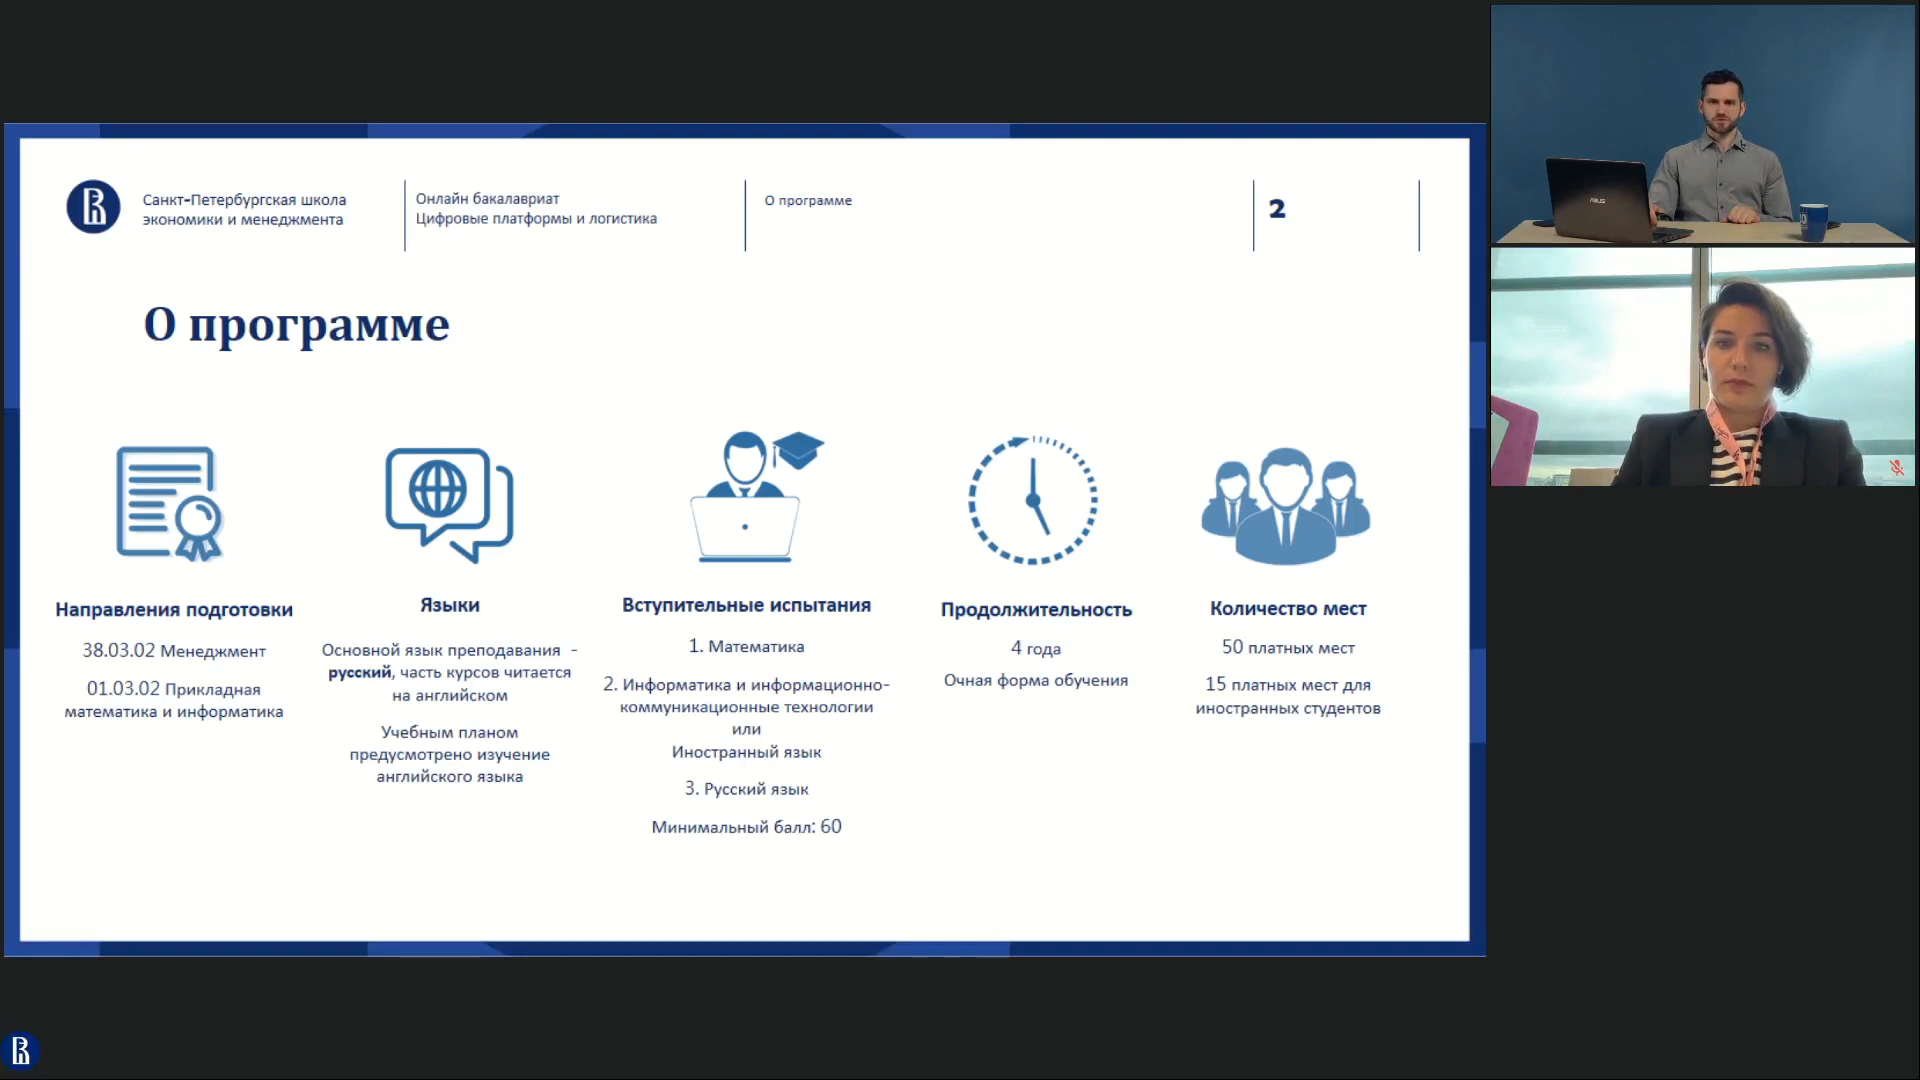 Санкт-Петербургская школа
экономики и менеджмента
Онлайн бакалавриат
Цифровые платформы и логистика
О программе
2
О программе
Направления подготовки
38.03.02 Менеджмент
01.03.02 Прикладная
математика и информатика
Языки
Основной язык преподавания -
русский, часть курсов читается
на английском
Учебным планом
предусмотрено изучение
английского языка
Вступительные испытания
1. Математика
2. Информатика и информационно-
коммуникационные технологии
или
Иностранный язык
3. Русский язык
Минимальный балл: 60
Продолжительность
4 года
Очная форма обучения
Количество мест
50 платных мест
15 платных мест для
иностранных студентов
ASUS